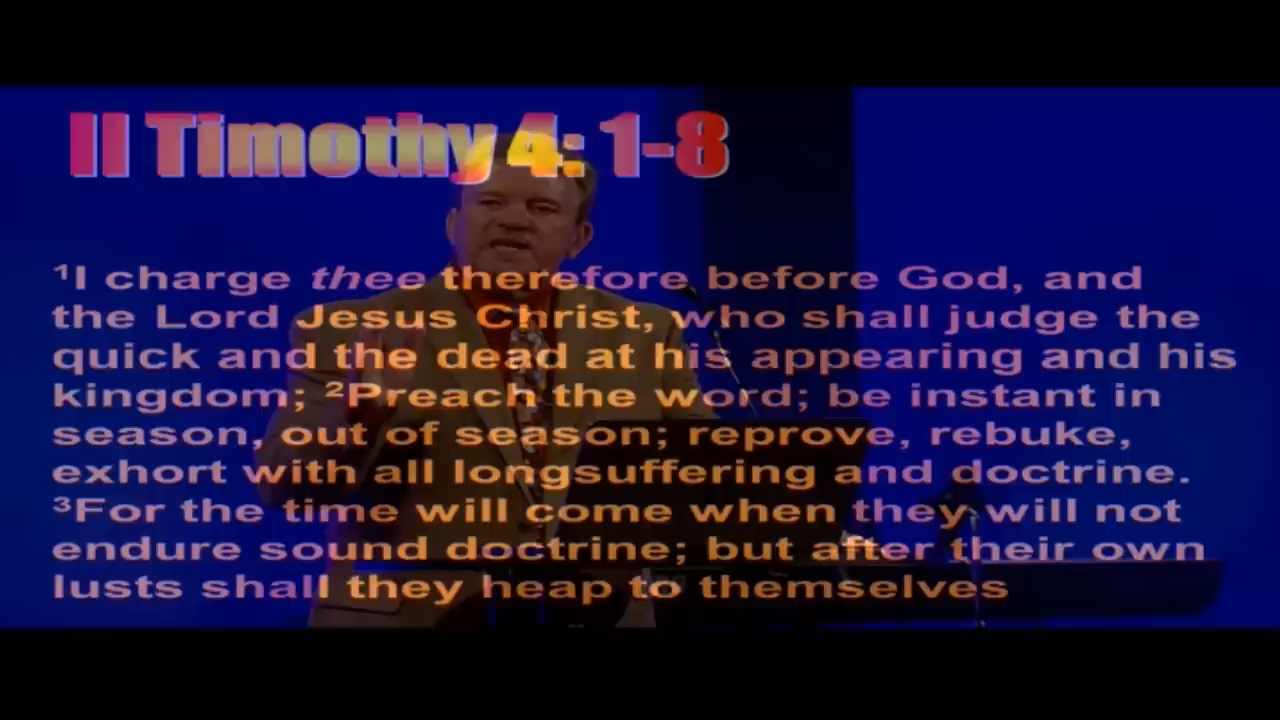 II Timothy 4: 1-8
¹I charge thee therefore before God, and
the Lord Jesus Christ, who shall judge the
quick and the dead at his appearing and his
kingdom; ²Preach the word; be instant in
season, out of season; reprove, rebuke,
exhort with all longsuffering and doctrine.
³For the time will come when they will not
endure sound doctrine; but after their own
lusts shall they heap to themselves